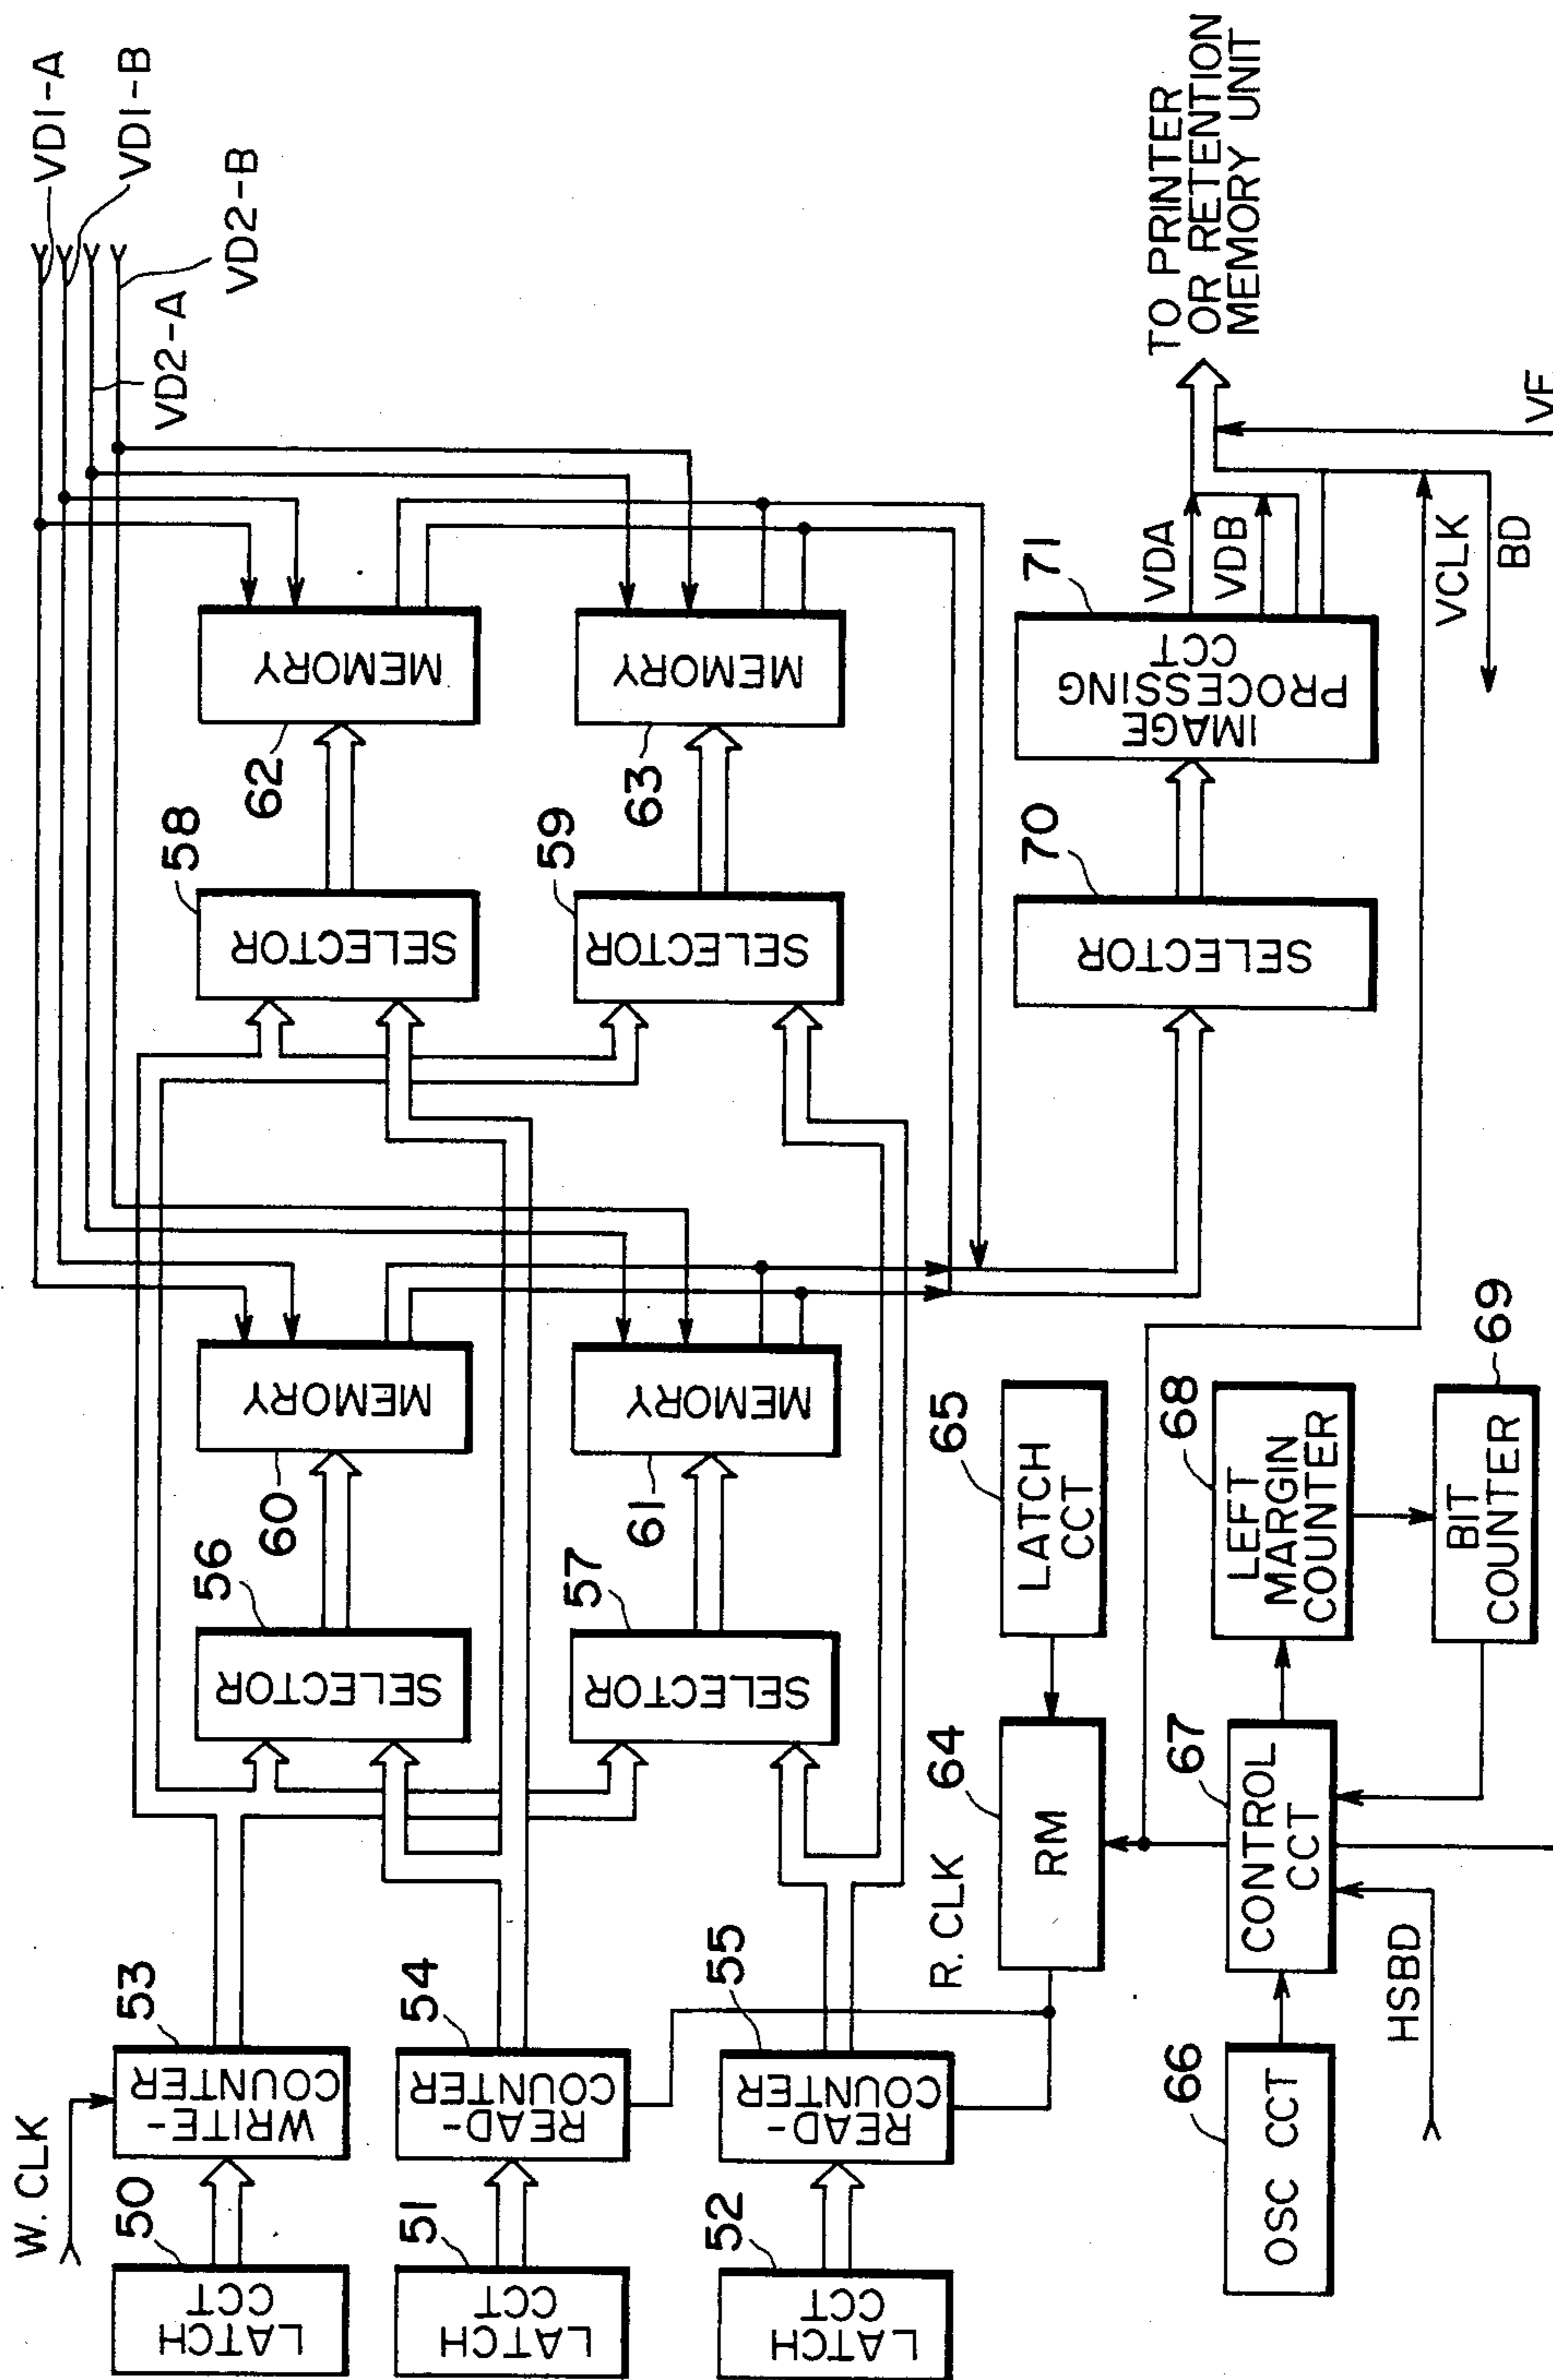 W. CLK
VD1-A
VD1-B
VD2-A
VD2-B
50
LATCH
CCT
53
WRITE-
COUNTER
56
SELECTOR
60
MEMORY
58
SELECTOR
62
MEMORY
51
LATCH
CCT
54
READ-
COUNTER
57
SELECTOR
61
MEMORY
59
SELECTOR
63
MEMORY
52
LATCH
CCT
55
READ-
COUNTER
R. CLK
64
RM
65
LATCH
CCT
70
SELECTOR
71
IMAGE
PROCESSING
CCT
VDA
VDB
TO PRINTER
OR RETENTION
MEMORY UNIT
66
OSC CCT
67
CONTROL
CCT
68
LEFT
MARGIN
COUNTER
69
BIT
COUNTER
HSBD
VCLK
BD